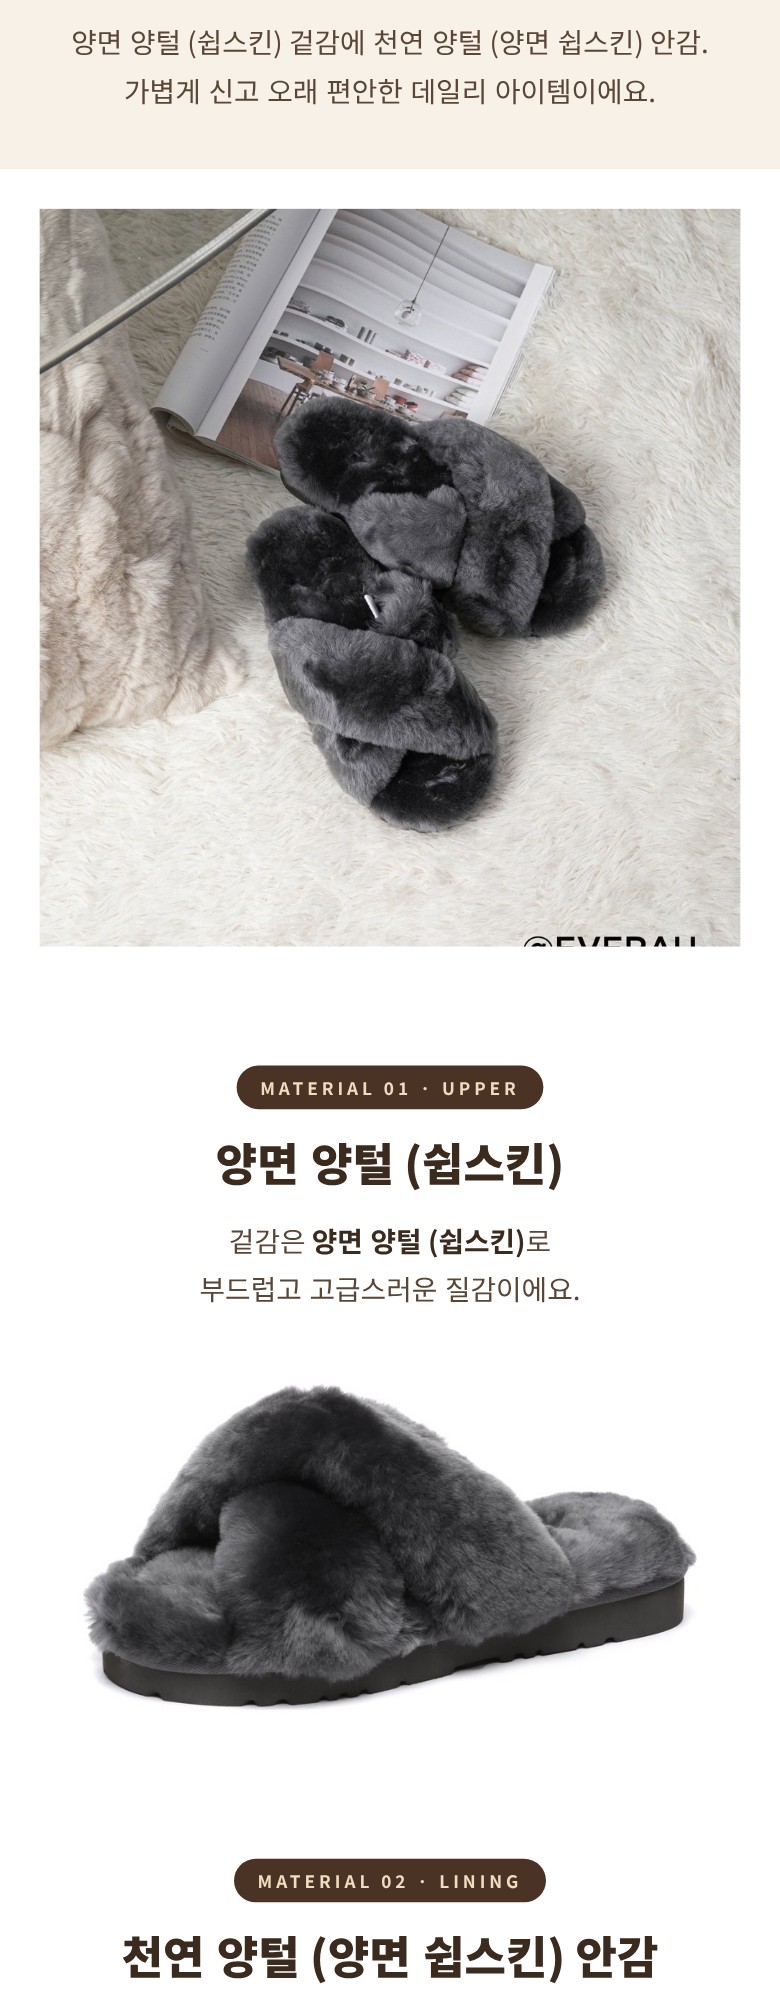 양면 양털 (쉽스킨) 겉감에 천연 양털 (양면 쉽스킨) 안감.
가볍게 신고 오래 편안한 데일리 아이템이에요.
MATERIAL 01 · UPPER
양면 양털 (쉽스킨)
겉감은 양면 양털 (쉽스킨)로
부드럽고 고급스러운 질감이에요.
MATERIAL 02 · LINING
천연 양털 (양면 쉽스킨) 안감